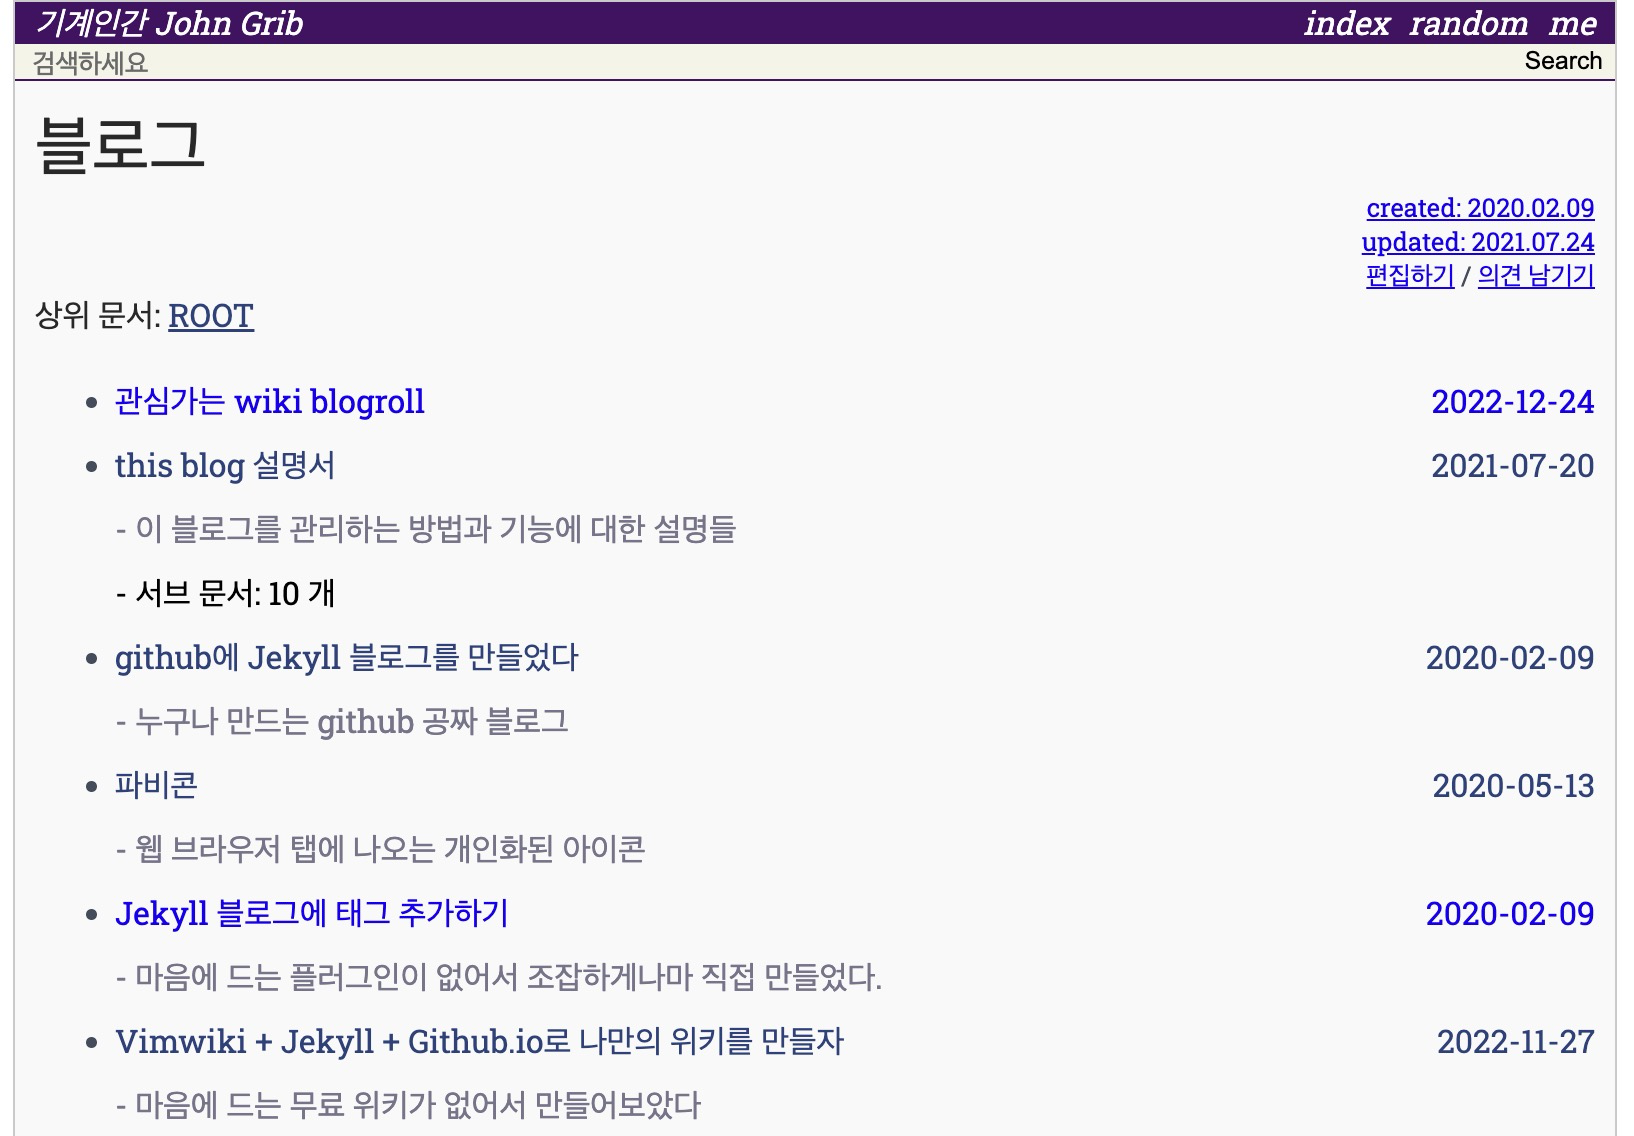 기계인간 John Grib index random me
검색하세요 Search
블로그
created: 2020.02.09
updated: 2021.07.24
편집하기 / 의견 남기기
상위 문서: ROOT
• 관심가는 wiki blogroll 2022-12-24
• this blog 설명서 2021-07-20
- 이 블로그를 관리하는 방법과 기능에 대한 설명들
- 서브 문서: 10 개
• github에 Jekyll 블로그를 만들었다 2020-02-09
- 누구나 만드는 github 공짜 블로그
• 파비콘 2020-05-13
- 웹 브라우저 탭에 나오는 개인화된 아이콘
• Jekyll 블로그에 태그 추가하기 2020-02-09
- 마음에 드는 플러그인이 없어서 조잡하게나마 직접 만들었다.
• Vimwiki + Jekyll + Github.io로 나만의 위키를 만들자 2022-11-27
- 마음에 드는 무료 위키가 없어서 만들어보았다